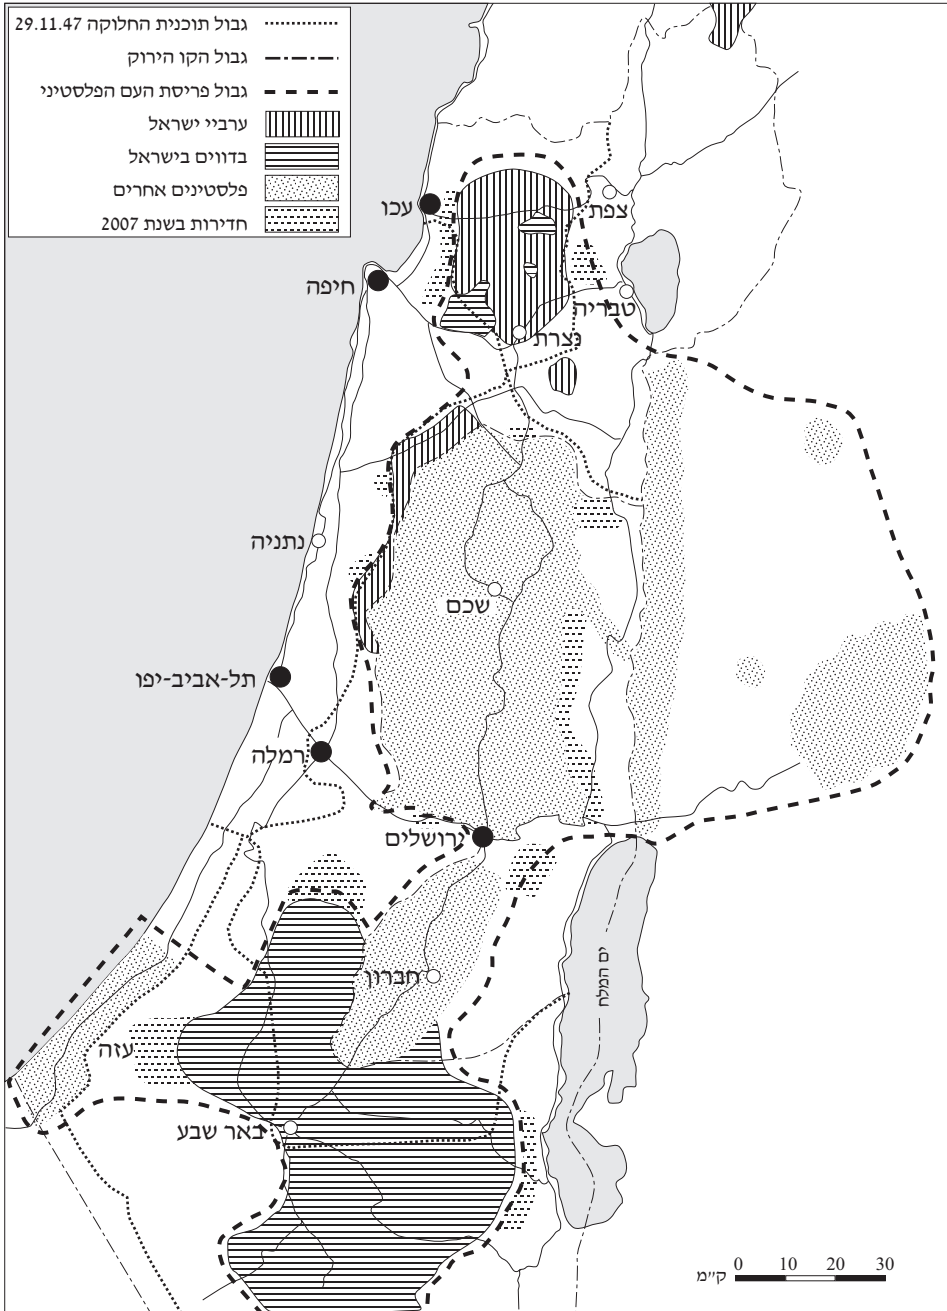 גבול תוכנית החלוקה 29.11.47
גבול הקו הירוק
גבול פריסת העם הפלסטיני
ערביי ישראל
בדווים בישראל
פלסטינים אחרים
חדירות בשנת 2007
עכו
צפת
חיפה
טבריה
נצרת
נתניה
שכם
תל-אביב-יפו
רמלה
ירושלים
חברון
ים המלח
עזה
באר שבע
0 10 20 30
ק"מ